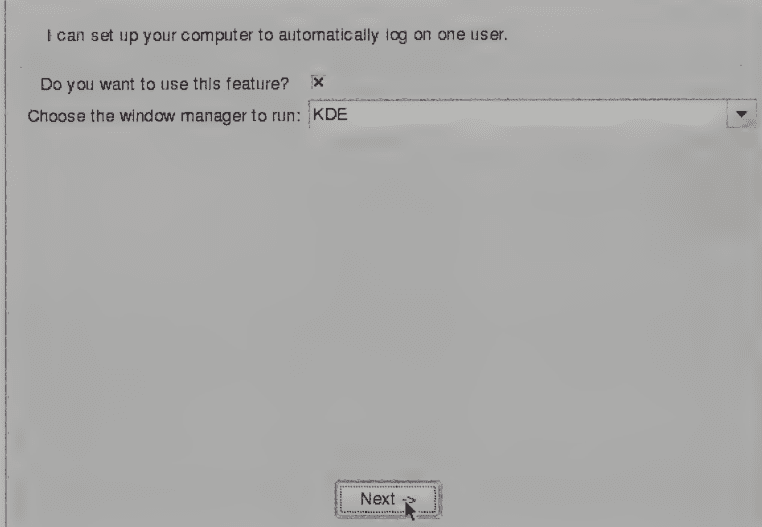 I can set up your computer to automatically log on one user.
Do you want to use this feature?
Choose the window manager to run: KDE
Next ->